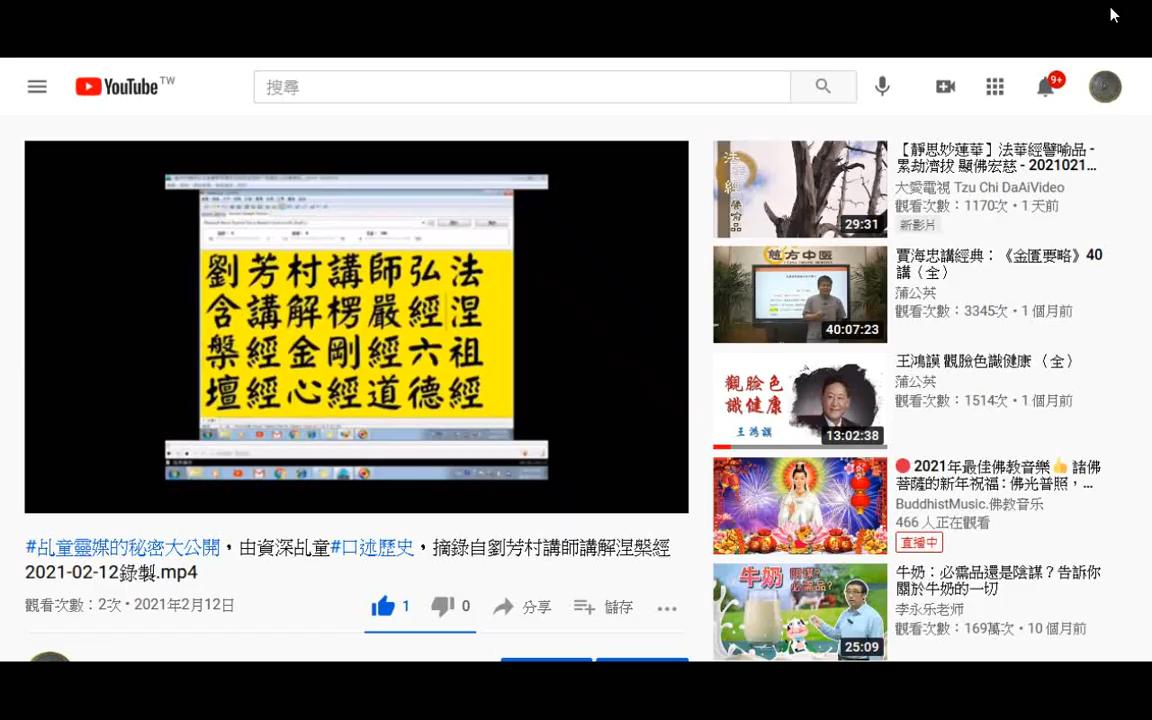 YouTube TW
搜尋
9+
劉芳村講師弘法
含講解楞嚴經涅
槃經金剛經六祖
壇經心經道德經
#乩童靈媒的秘密大公開,由資深乩童#口述歷史,摘錄自劉芳村講師講解涅槃經
2021-02-12錄製.mp4
觀看次數：2次 • 2021年2月12日
1
0
分享
儲存
29:31
【靜思妙蓮華】法華經譬喻品 -
累劫濟拔 顯佛宏慈 - 2021021...
大愛電視 Tzu Chi DaAiVideo
觀看次數：1170次 • 1 天前
新影片
慈方中医
40:07:23
賈海忠講經典：《金匱要略》40
講（全）
蒲公英
觀看次數：3345次 • 1 個月前
觀臉色
識健康
王鴻謨
13:02:38
王鴻謨 觀臉色識健康（全）
蒲公英
觀看次數：1514次 • 1 個月前
2021年最佳佛教音樂👍 諸佛
菩薩的新年祝福：佛光普照，...
BuddhistMusic.佛教音乐
466 人正在觀看
直播中
牛奶
25:09
牛奶：必需品還是陰謀？告訴你
關於牛奶的一切
李永乐老师
觀看次數：169萬次 • 10 個月前